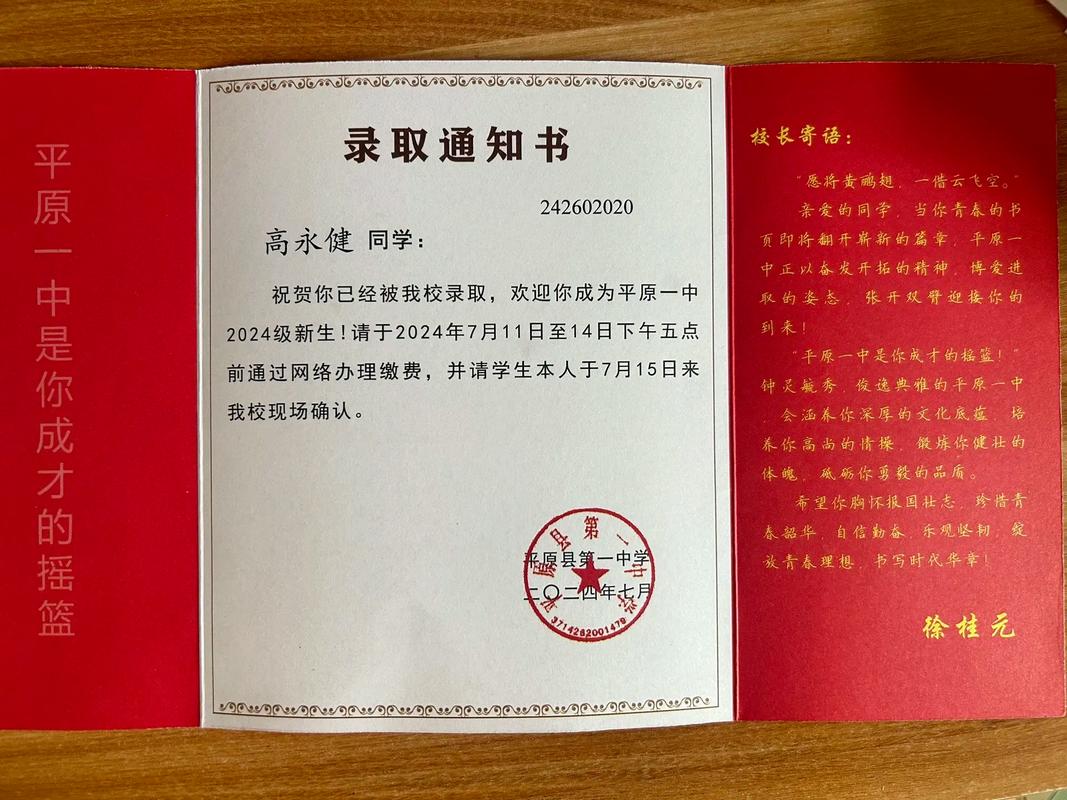 平原一中是你成才的摇篮
录取通知书
242602020
高永健 同学：
祝贺你已经被我校录取，欢迎你成为平原一中
2024级新生！请于2024年7月11日至14日下午五点
前通过网络办理缴费，并请学生本人于7月15日来
我校现场确认。
平原县第一中学
二〇二四年七月
平原县第一中学
3714262001479
校长寄语：
“愿将黄鹂翅，一借云飞空。”
亲爱的同学，当你青春的书
页即将翻开崭新的篇章，平原一
中正以奋发开拓的精神，博爱进
取的姿态，张开双臂迎接你的
到来！
“平原一中是你成才的摇篮！”
钟灵毓秀，俊逸典雅的平原一中
，会涵养你深厚的文化底蕴，培
养你高尚的情操，锻炼你健壮的
体魄，砥砺你勇毅的品质。
希望你胸怀报国壮志，珍惜青
春韶华，自信勤奋，乐观坚韧，绽
放青春理想，书写时代华章！
徐桂元